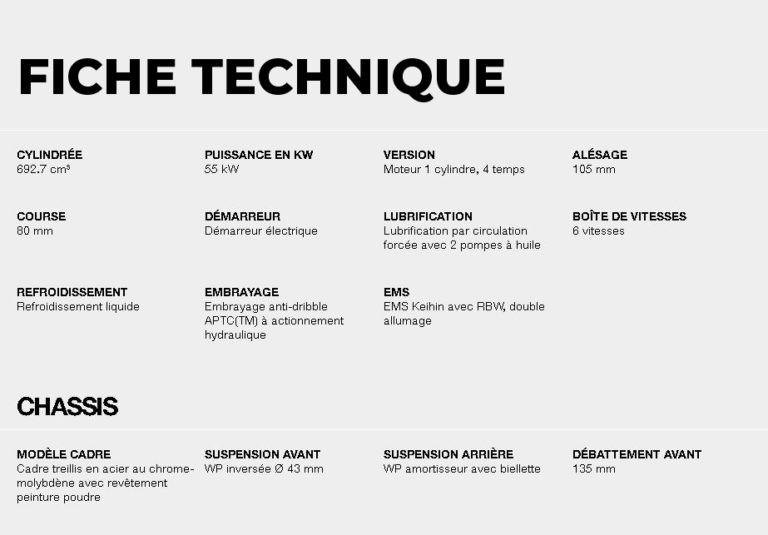 FICHE TECHNIQUE
CYLINDRÉE
692.7 cm³
PUISSANCE EN KW
55 kW
VERSION
Moteur 1 cylindre, 4 temps
ALÉSAGE
105 mm
COURSE
80 mm
DÉMARREUR
Démarreur électrique
LUBRIFICATION
Lubrification par circulation
forcée avec 2 pompes à huile
BOÎTE DE VITESSES
6 vitesses
REFROIDISSEMENT
Refroidissement liquide
EMBRAYAGE
Embrayage anti-dribble
APTC(TM) à actionnement
hydraulique
EMS
EMS Keihin avec RBW, double
allumage
CHASSIS
MODÈLE CADRE
Cadre treillis en acier au chrome-
molybdène avec revêtement
peinture poudre
SUSPENSION AVANT
WP inversée Ø 43 mm
SUSPENSION ARRIÈRE
WP amortisseur avec biellette
DÉBATTEMENT AVANT
135 mm